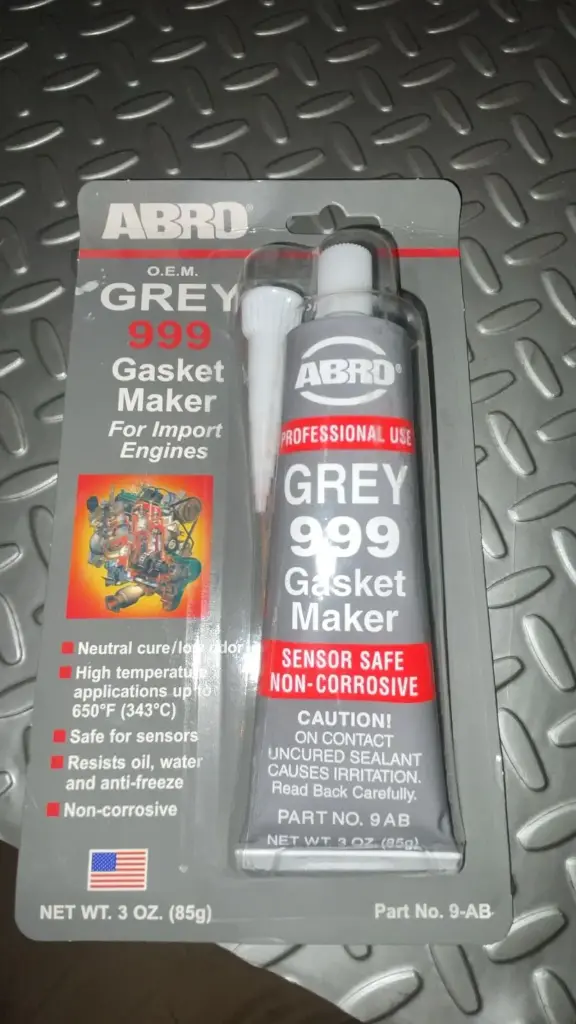 ABRO
O.E.M.
GREY
999
Gasket
Maker
For Import
Engines
Neutral cure/low odor
High temperature
applications up to
650°F (343°C)
Safe for sensors
Resists oil, water
and anti-freeze
Non-corrosive
NET WT. 3 OZ. (85g)
Part No. 9-AB
ABRO®
PROFESSIONAL USE
GREY
999
Gasket
Maker
SENSOR SAFE
NON-CORROSIVE
CAUTION!
ON CONTACT
UNCURED SEALANT
CAUSES IRRITATION.
Read Back Carefully.
PART NO. 9 AB
NET WT. 3 OZ. (85g)